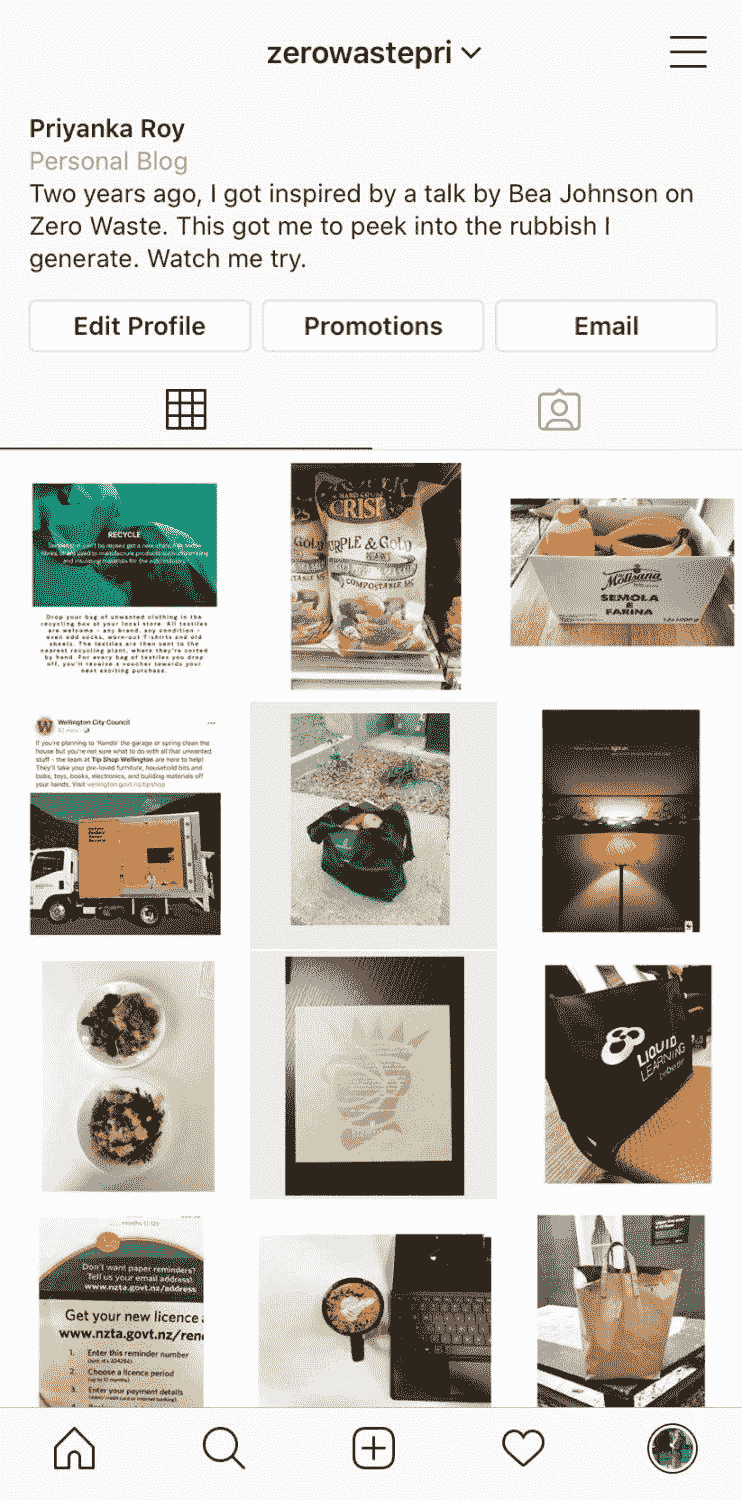 zerowastepri
Priyanka Roy
Personal Blog
Two years ago, I got inspired by a talk by Bea Johnson on
Zero Waste. This got me to peek into the rubbish I
generate. Watch me try.
Edit Profile
Promotions
Email
RECYCLE
Drop your bag of unwanted clothing in the
recycling box at your local store. All textiles
are welcome - any brand, any condition -
even odd socks, worn-out T-shirts and old
sheets. The textiles are then sent to the
nearest recycling plant, where they're sorted
by hand. For every bag of textiles you drop
off, you'll receive a voucher towards your
next exciting purchase.
CRISP
PURPLE & GOLD
COMPOSTABLE
La Molisana
SEMOLA
&
FARINA
Wellington City Council
If you're planning to 'Kondo' the garage or spring clean the
house but you're not sure what to do with all that unwanted
stuff - the team at Tip Shop Wellington are here to help!
They'll take your pre-loved furniture, household bits and
bobs, toys, books, electronics, and building materials off
your hands. Visit wellington.govt.nz/tipshop
LIQUID
LEARNING
Don't want paper reminders?
Tell us your email address!
www.nzta.govt.nz/address
Get your new licence
www.nzta.govt.nz/ren
1. Enter this reminder number
2. Choose a licence period
(up to 12 months)
3. Enter your payment details